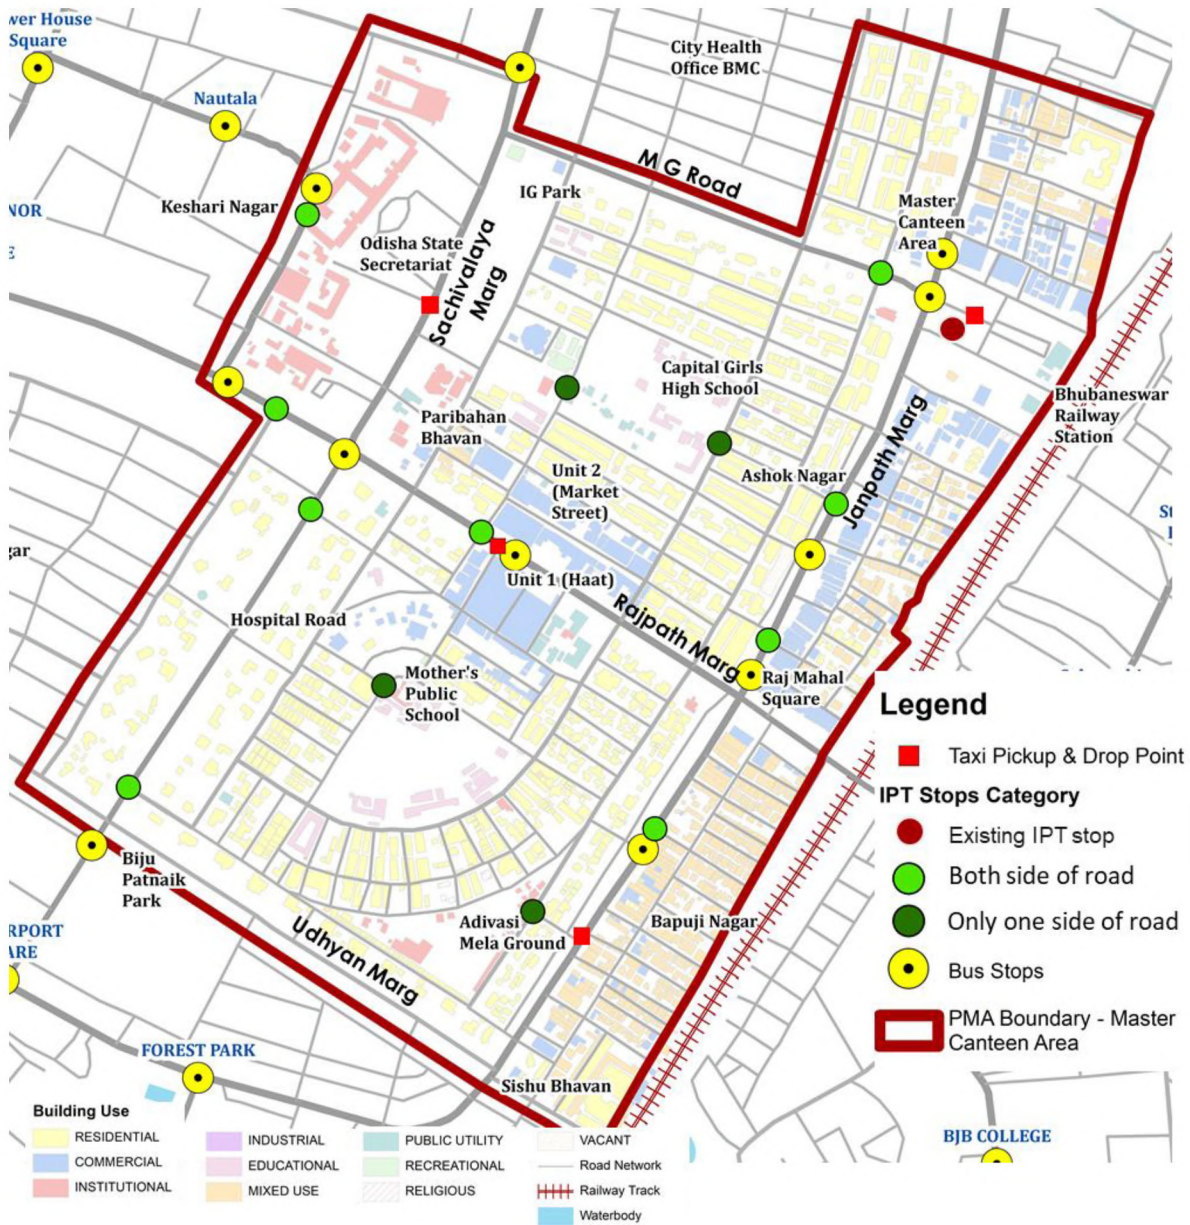 wer House
Square
City Health
Office BMC
Nautala
M G Road
IG Park
NOR
Keshari Nagar
Master
Canteen
Area
E
Odisha State
Secretariat
Sachivalaya
Marg
Capital Girls
High School
Bhubaneswar
Railway
Station
Paribahan
Bhavan
Janpath Marg
Unit 2
(Market
Street)
Ashok Nagar
gar
Unit 1 (Haat)
Rajpath Marg
Hospital Road
Mother's
Public
School
Raj Mahal
Square
Legend
Taxi Pickup & Drop Point
IPT Stops Category
Existing IPT stop
Both side of road
Only one side of road
Bus Stops
PMA Boundary - Master
Canteen Area
Biju
Patnaik
Park
Udhyan Marg
Adivasi
Mela Ground
Bapuji Nagar
RPORT
ARE
FOREST PARK
Sishu Bhavan
BJB COLLEGE
Building Use
RESIDENTIAL
COMMERCIAL
INSTITUTIONAL
INDUSTRIAL
EDUCATIONAL
MIXED USE
PUBLIC UTILITY
RECREATIONAL
RELIGIOUS
VACANT
Road Network
Railway Track
Waterbody